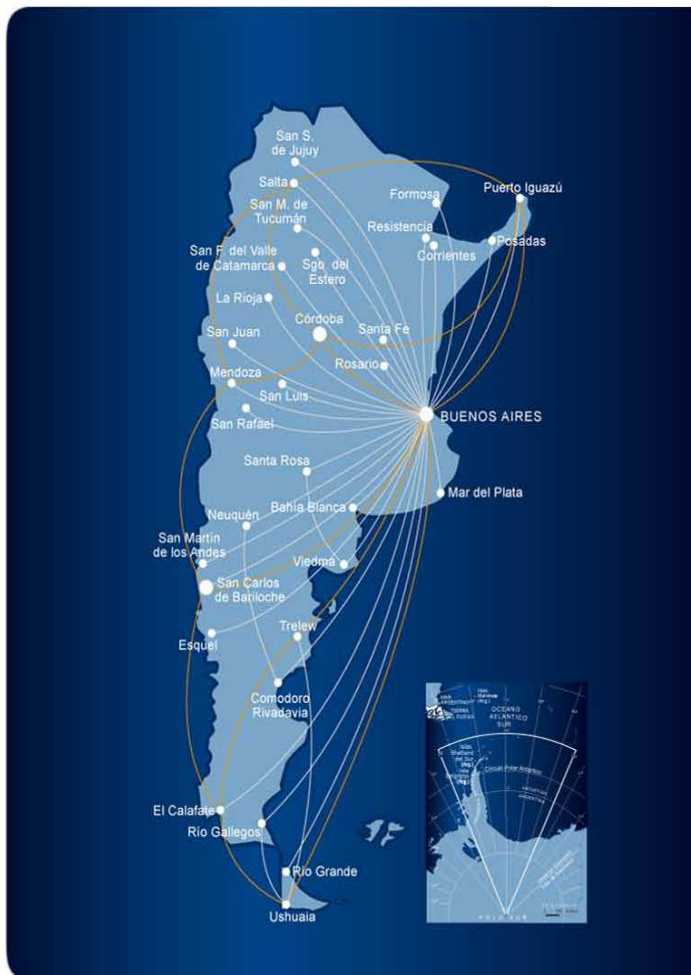 San S.
de Jujuy
Salta
San M. de
Tucumán
Formosa
Puerto Iguazú
Resistencia
Corrientes
Posadas
San F. del Valle
de Catamarca
Sgo. del
Estero
La Rioja
Córdoba
Santa Fe
San Juan
Rosario
Mendoza
San Luis
San Rafael
BUENOS AIRES
Santa Rosa
Mar del Plata
Bahía Blanca
Neuquén
San Martín
de los Andes
Viedma
San Carlos
de Bariloche
Trelew
Esquel
Comodoro
Rivadavia
El Calafate
Río Gallegos
Río Grande
Ushuaia
OCEANO
ATLANTICO
SUR
Círculo Polar Antártico
POLO SUR